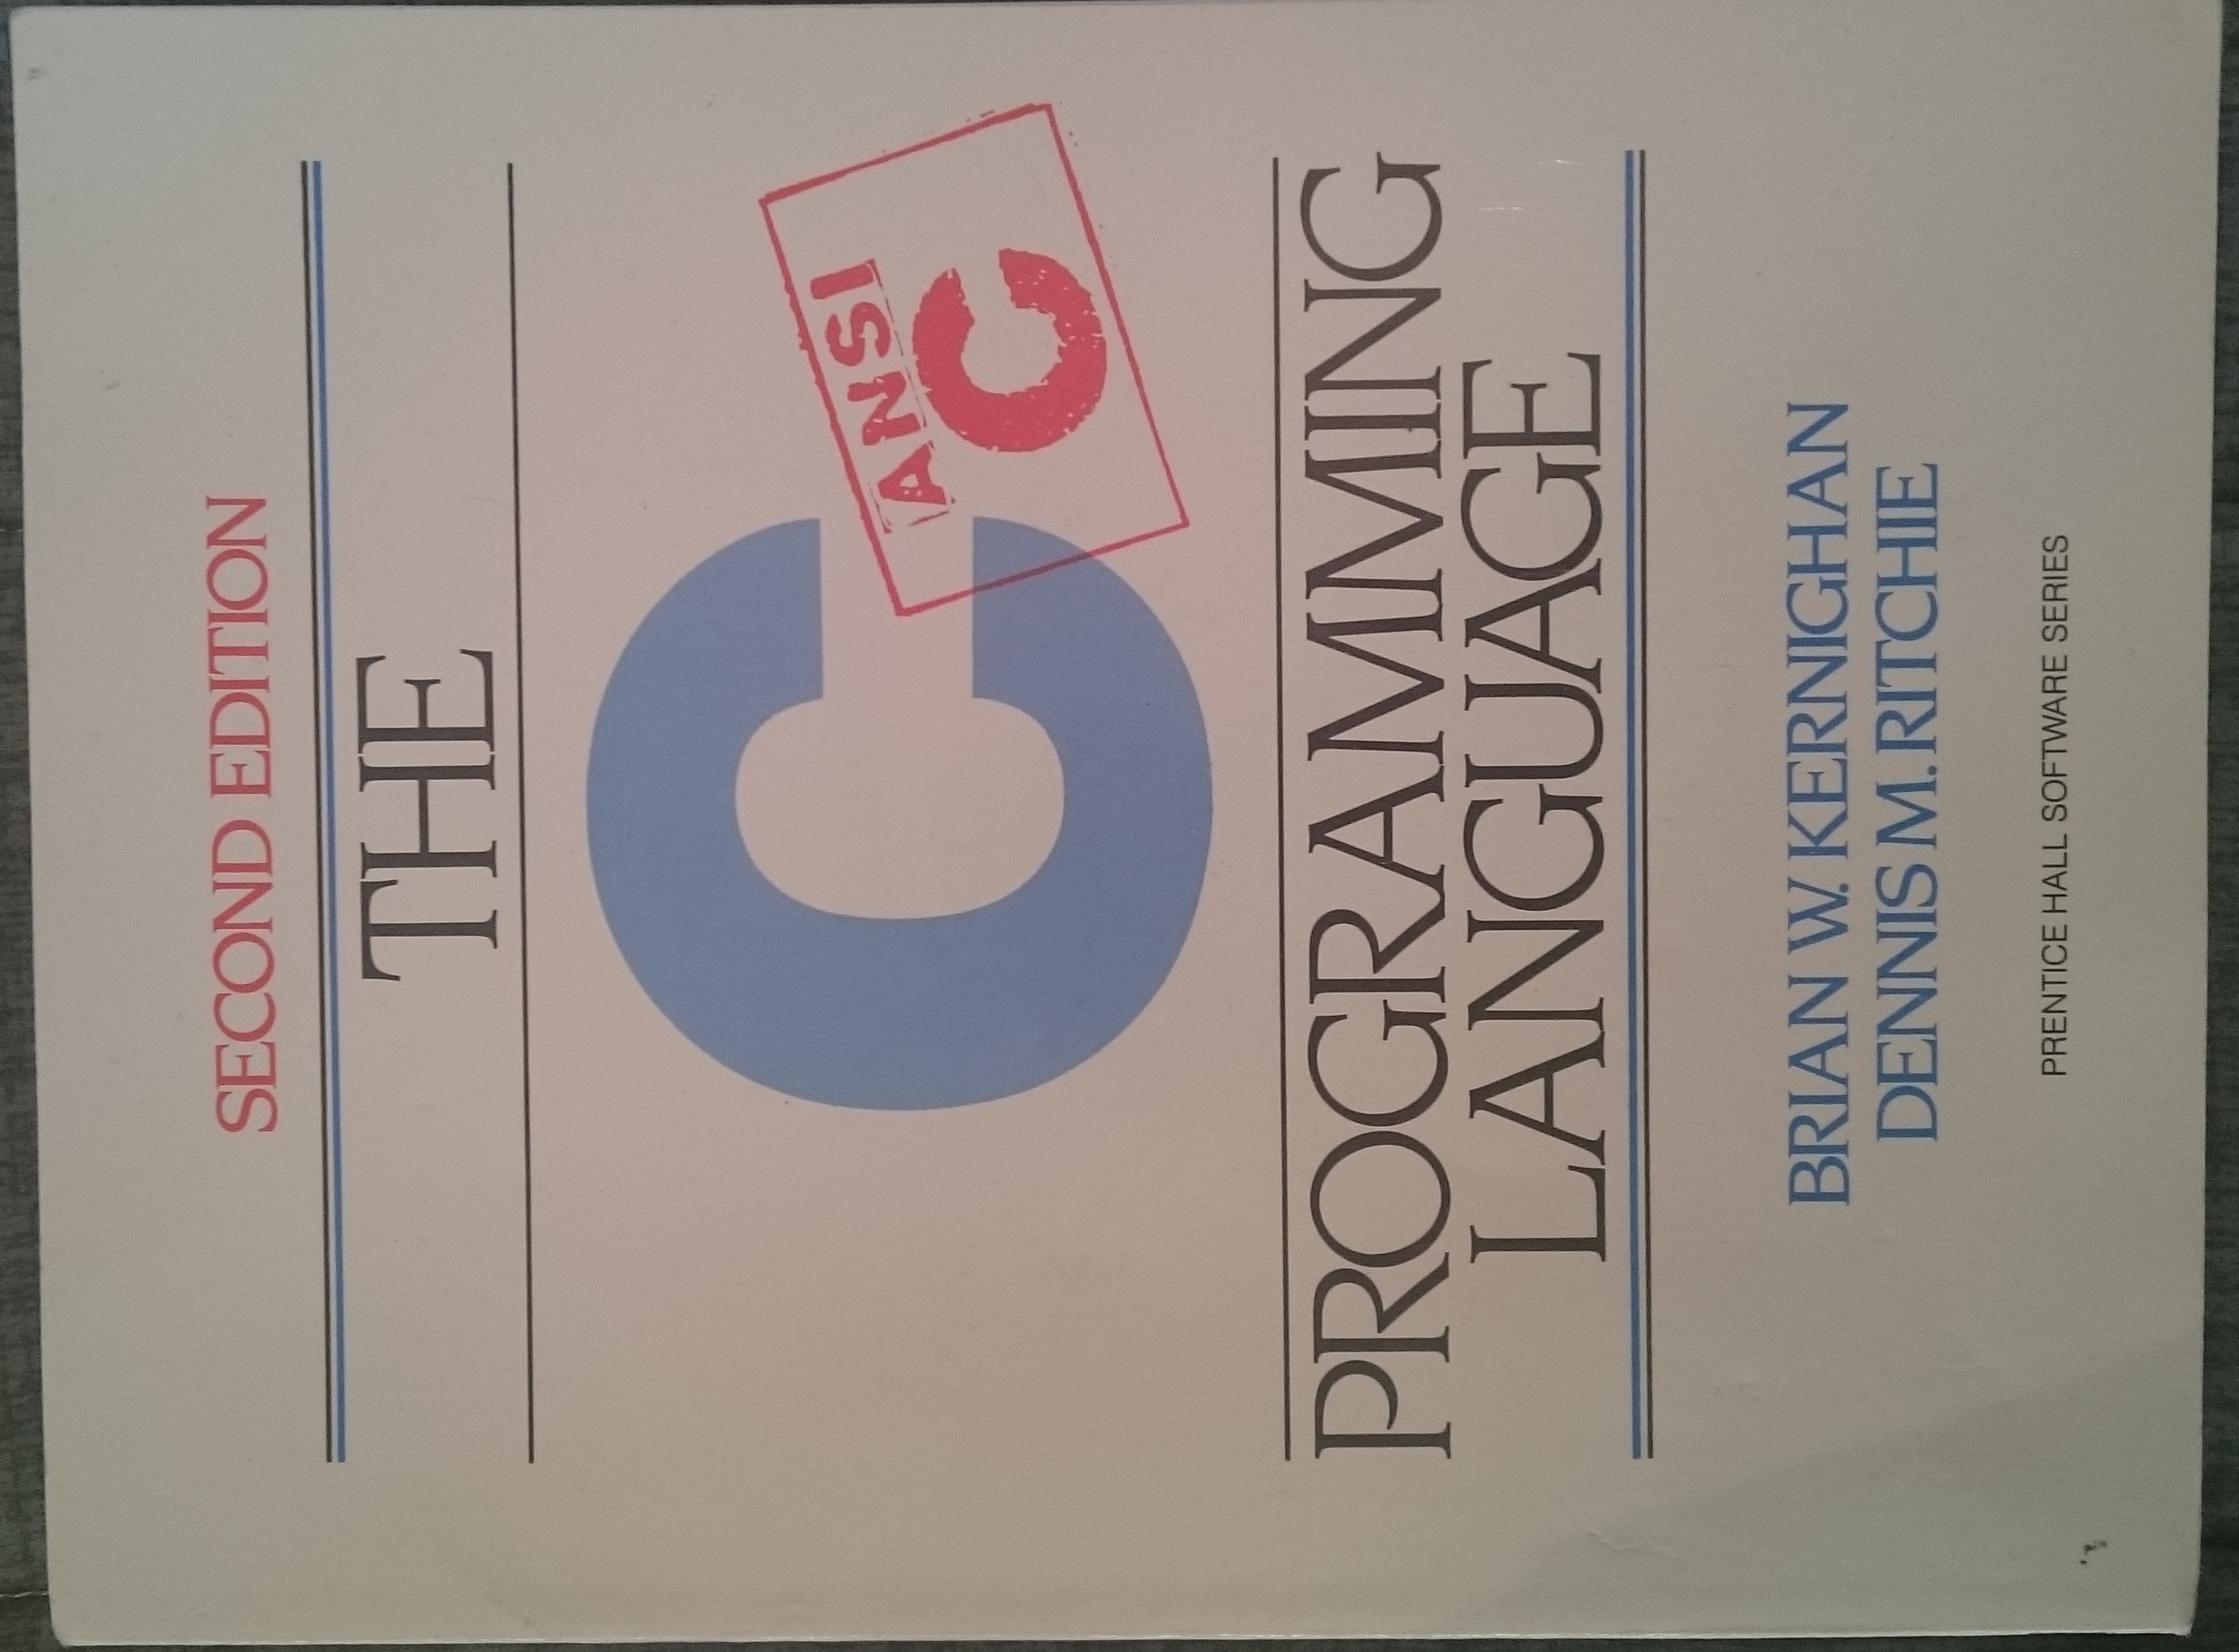 SECOND EDITION
THE
C
ANSI
C
PROGRAMMING
LANGUAGE
BRIAN W. KERNIGHAN
DENNIS M. RITCHIE
PRENTICE HALL SOFTWARE SERIES